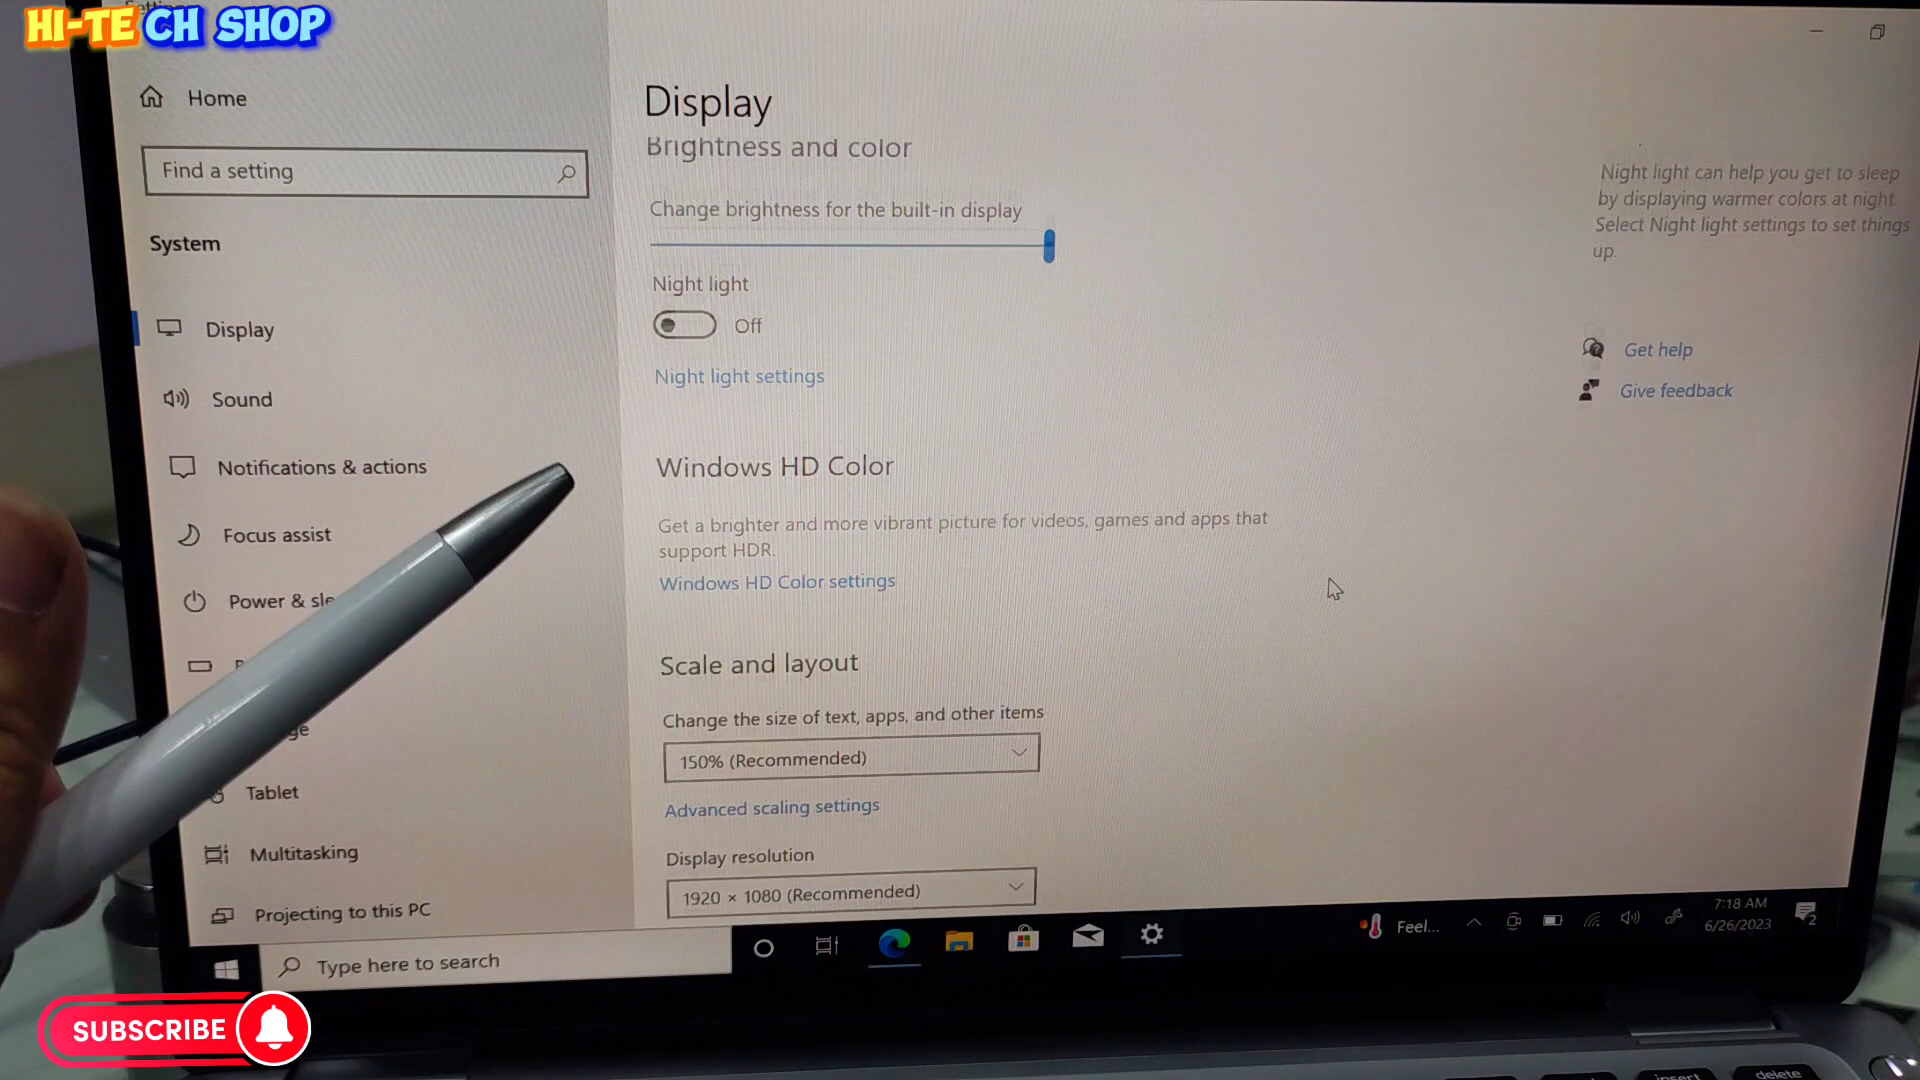 HI-TECH SHOP
Home
Find a setting
System
Display
Sound
Notifications & actions
Focus assist
Power &
Tablet
Multitasking
Projecting to this PC
Display
Brightness and color
Change brightness for the built-in display
Night light
Off
Night light settings
Windows HD Color
Get a brighter and more vibrant picture for videos, games and apps that
support HDR.
Windows HD Color settings
Scale and layout
Change the size of text, apps, and other items
150% (Recommended)
Advanced scaling settings
Display resolution
1920 × 1080 (Recommended)
Night light can help you get to sleep
by displaying warmer colors at night.
Select Night light settings to set things
up.
Get help
Give feedback
Type here to search
Feel...
7:18 AM
6/26/2023
2
SUBSCRIBE
insert
delete